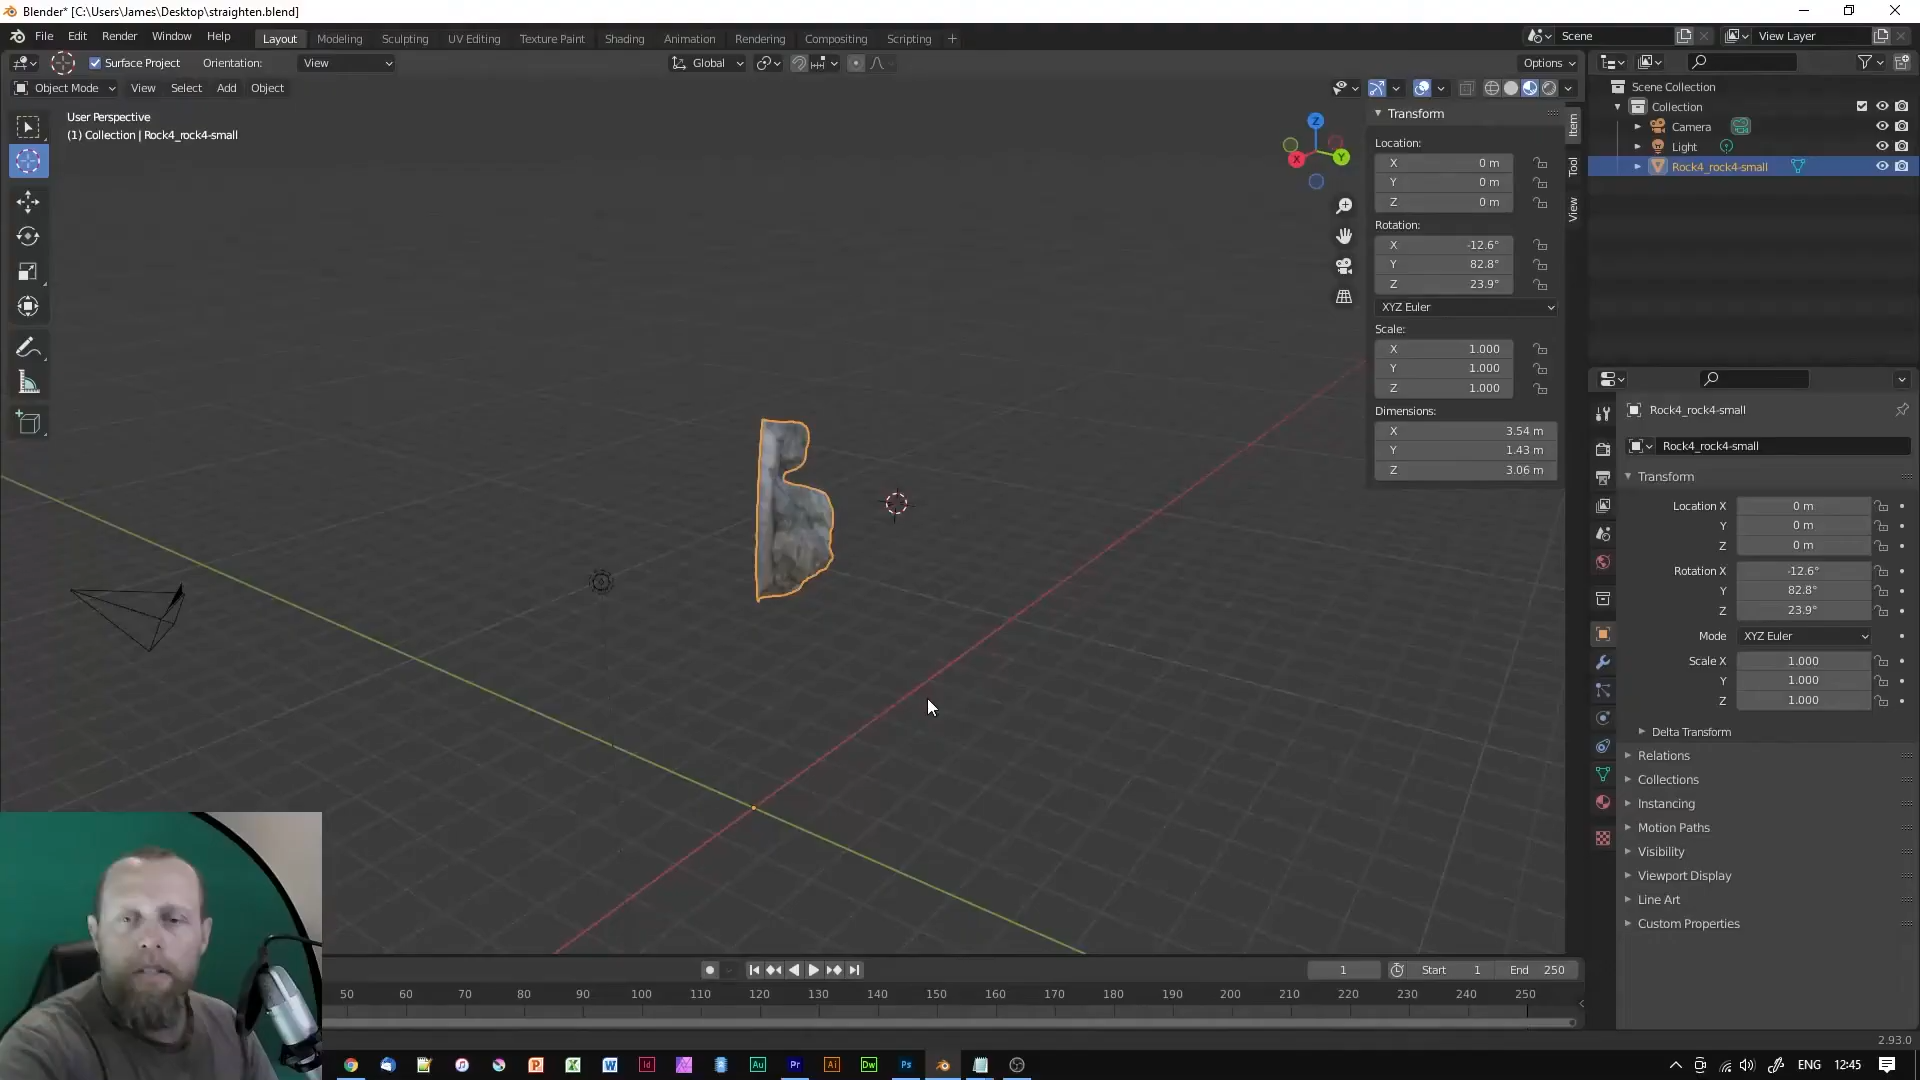 Blender* [C:\Users\James\Desktop\straighten.blend]
File Edit Render Window Help Layout Modeling Sculpting UV Editing Texture Paint Shading Animation Rendering Compositing Scripting + Scene View Layer
Surface Project Orientation: View Global Options
Object Mode View Select Add Object
User Perspective
(1) Collection | Rock4_rock4-small
Z
X
Y
Transform
Location:
X 0 m
Y 0 m
Z 0 m
Rotation:
X -12.6°
Y 82.8°
Z 23.9°
XYZ Euler
Scale:
X 1.000
Y 1.000
Z 1.000
Dimensions:
X 3.54 m
Y 1.43 m
Z 3.06 m
Item
Tool
View
Scene Collection
Collection
Camera
Light
Rock4_rock4-small
Rock4_rock4-small
Rock4_rock4-small
Transform
Location X 0 m
Y 0 m
Z 0 m
Rotation X -12.6°
Y 82.8°
Z 23.9°
Mode XYZ Euler
Scale X 1.000
Y 1.000
Z 1.000
Delta Transform
Relations
Collections
Instancing
Motion Paths
Visibility
Viewport Display
Line Art
Custom Properties
1 Start 1 End 250
50 60 70 80 90 100 110 120 130 140 150 160 170 180 190 200 210 220 230 240 250
2.93.0
P X W Id Au Pr Ai Dw Ps ENG 12:45